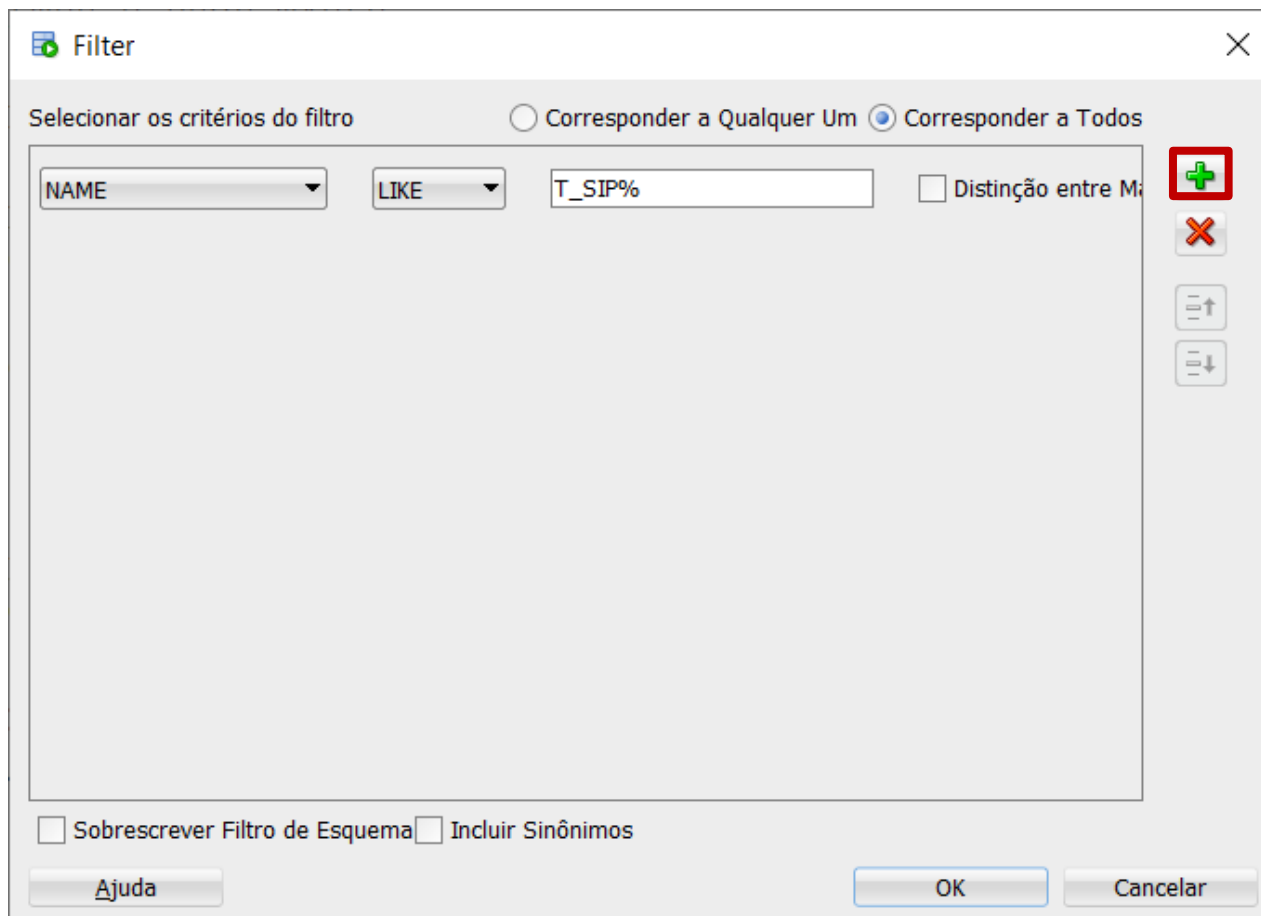 Filter
Selecionar os critérios do filtro Corresponder a Qualquer Um Corresponder a Todos
NAME LIKE T_SIP% Distinção entre Ma
Sobrescrever Filtro de Esquema Incluir Sinônimos
Ajuda OK Cancelar